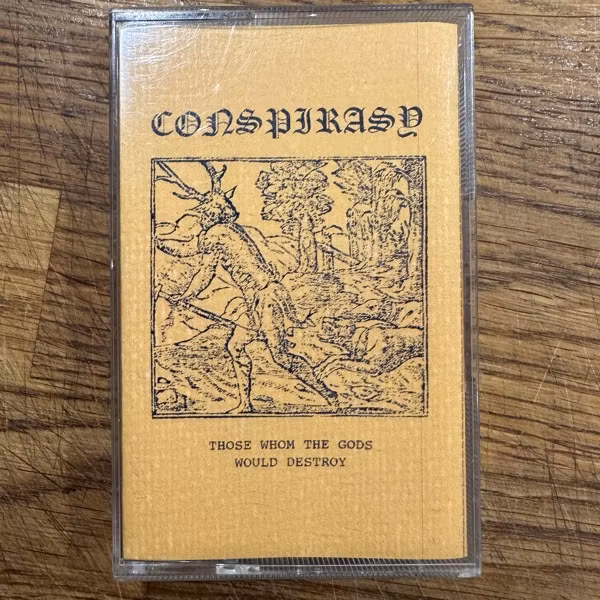 CONSPIRASY
THOSE WHOM THE GODS
WOULD DESTROY